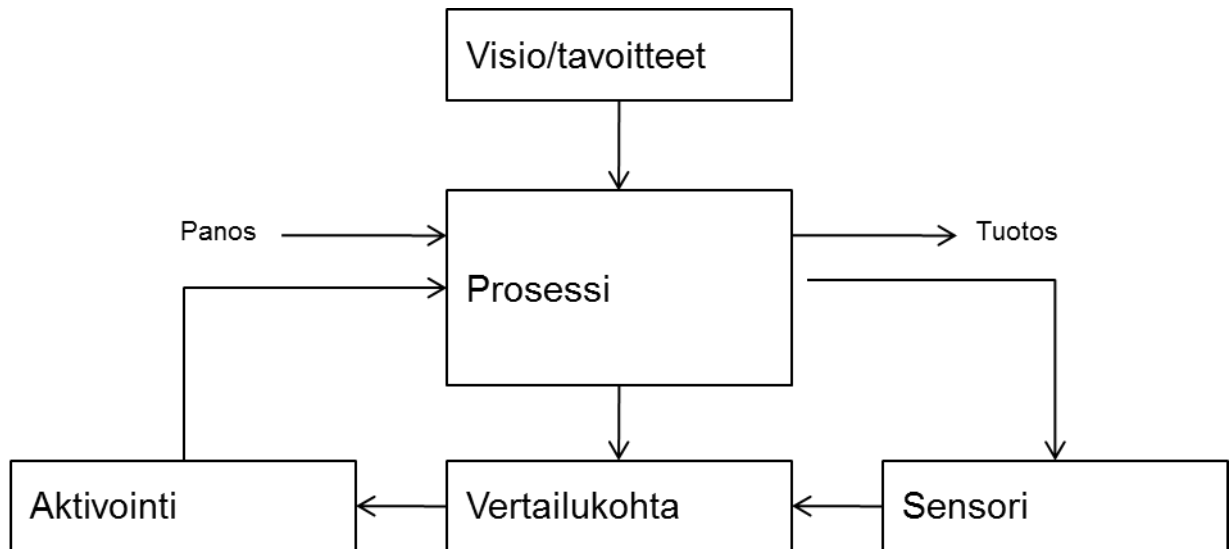 Visio/tavoitteet
Panos
Tuotos
Prosessi
Aktivointi
Vertailukohta
Sensori